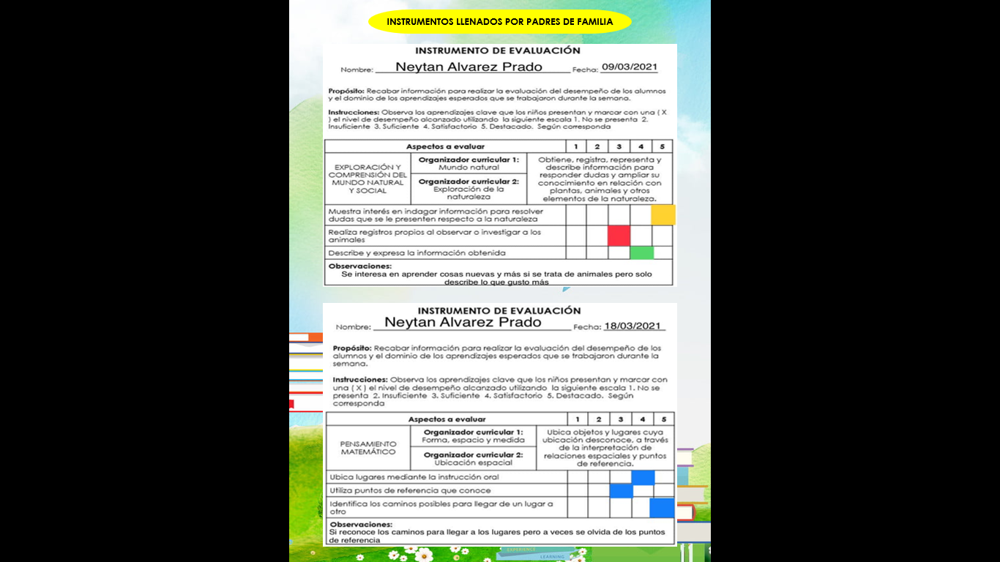 INSTRUMENTOS LLENADOS POR PADRES DE FAMILIA
INSTRUMENTO DE EVALUACIÓN
Nombre: Neytan Alvarez Prado Fecha: 09/03/2021
Propósito: Recabar información para realizar la evaluación del desempeño de los alumnos
y el dominio de los aprendizajes esperados que se trabajaron durante la semana.
Instrucciones: Observa los aprendizajes clave que los niños presentan y marcar con una ( X
) el nivel de desempeño alcanzado utilizando la siguiente escala 1. No se presenta 2.
Insuficiente 3. Suficiente 4. Satisfactorio 5. Destacado. Según corresponda
Aspectos a evaluar 1 2 3 4 5
EXPLORACIÓN Y
COMPRENSIÓN DEL
MUNDO NATURAL
Y SOCIAL
Organizador curricular 1:
Mundo natural
Organizador curricular 2:
Exploración de la
naturaleza
Obtiene, registra, representa y
describe información para
responder dudas y ampliar su
conocimiento en relación con
plantas, animales y otros
elementos de la naturaleza.
Muestra interés en indagar información para resolver
dudas que se le presenten respecto a la naturaleza
Realiza registros propios al observar o investigar a los
animales
Describe y expresa la información obtenida
Observaciones:
Se interesa en aprender cosas nuevas y más si se trata de animales pero solo
describe lo que gusto más
INSTRUMENTO DE EVALUACIÓN
Nombre: Neytan Alvarez Prado Fecha: 18/03/2021
Propósito: Recabar información para realizar la evaluación del desempeño de los
alumnos y el dominio de los aprendizajes esperados que se trabajaron durante la
semana.
Instrucciones: Observa los aprendizajes clave que los niños presentan y marcar con
una ( X ) el nivel de desempeño alcanzado utilizando la siguiente escala 1. No se
presenta 2. Insuficiente 3. Suficiente 4. Satisfactorio 5. Destacado. Según
corresponda
Aspectos a evaluar 1 2 3 4 5
PENSAMIENTO
MATEMÁTICO
Organizador curricular 1:
Forma, espacio y medida
Organizador curricular 2:
Ubicación espacial
Ubica objetos y lugares cuya
ubicación desconoce, a través
de la interpretación de
relaciones espaciales y puntos
de referencia.
Ubica lugares mediante la instrucción oral
Utiliza puntos de referencia que conoce
Identifica los caminos posibles para llegar de un lugar a
otro
Observaciones:
Si reconoce los caminos para llegar a los lugares pero a veces se olvida de los puntos
de referencia
EXPERIENCE
LEARNING